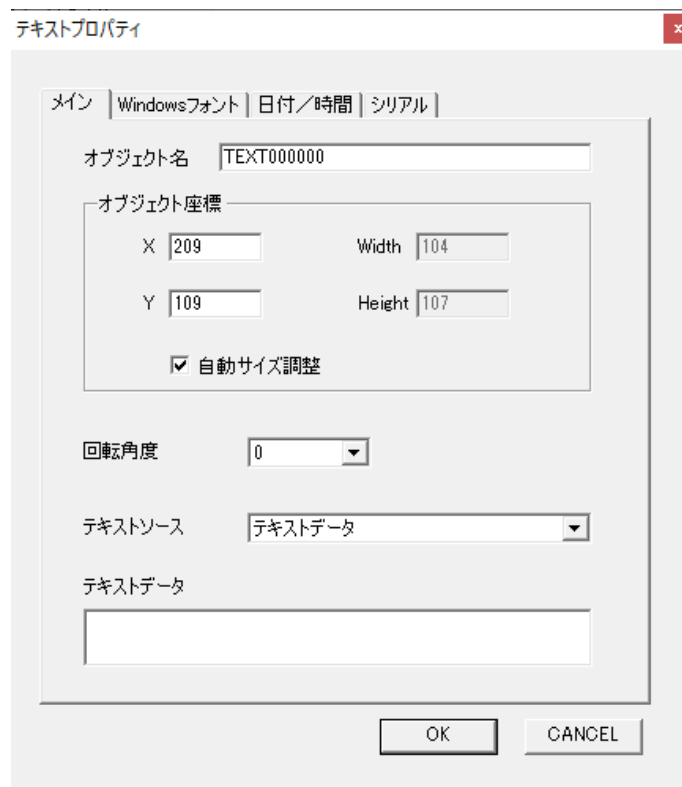 テキストプロパティ
x
メイン Windowsフォント 日付／時間 シリアル
オブジェクト名 TEXT000000
オブジェクト座標
X 209 Width 104
Y 109 Height 107
自動サイズ調整
回転角度 0
テキストソース テキストデータ
テキストデータ
OK CANCEL